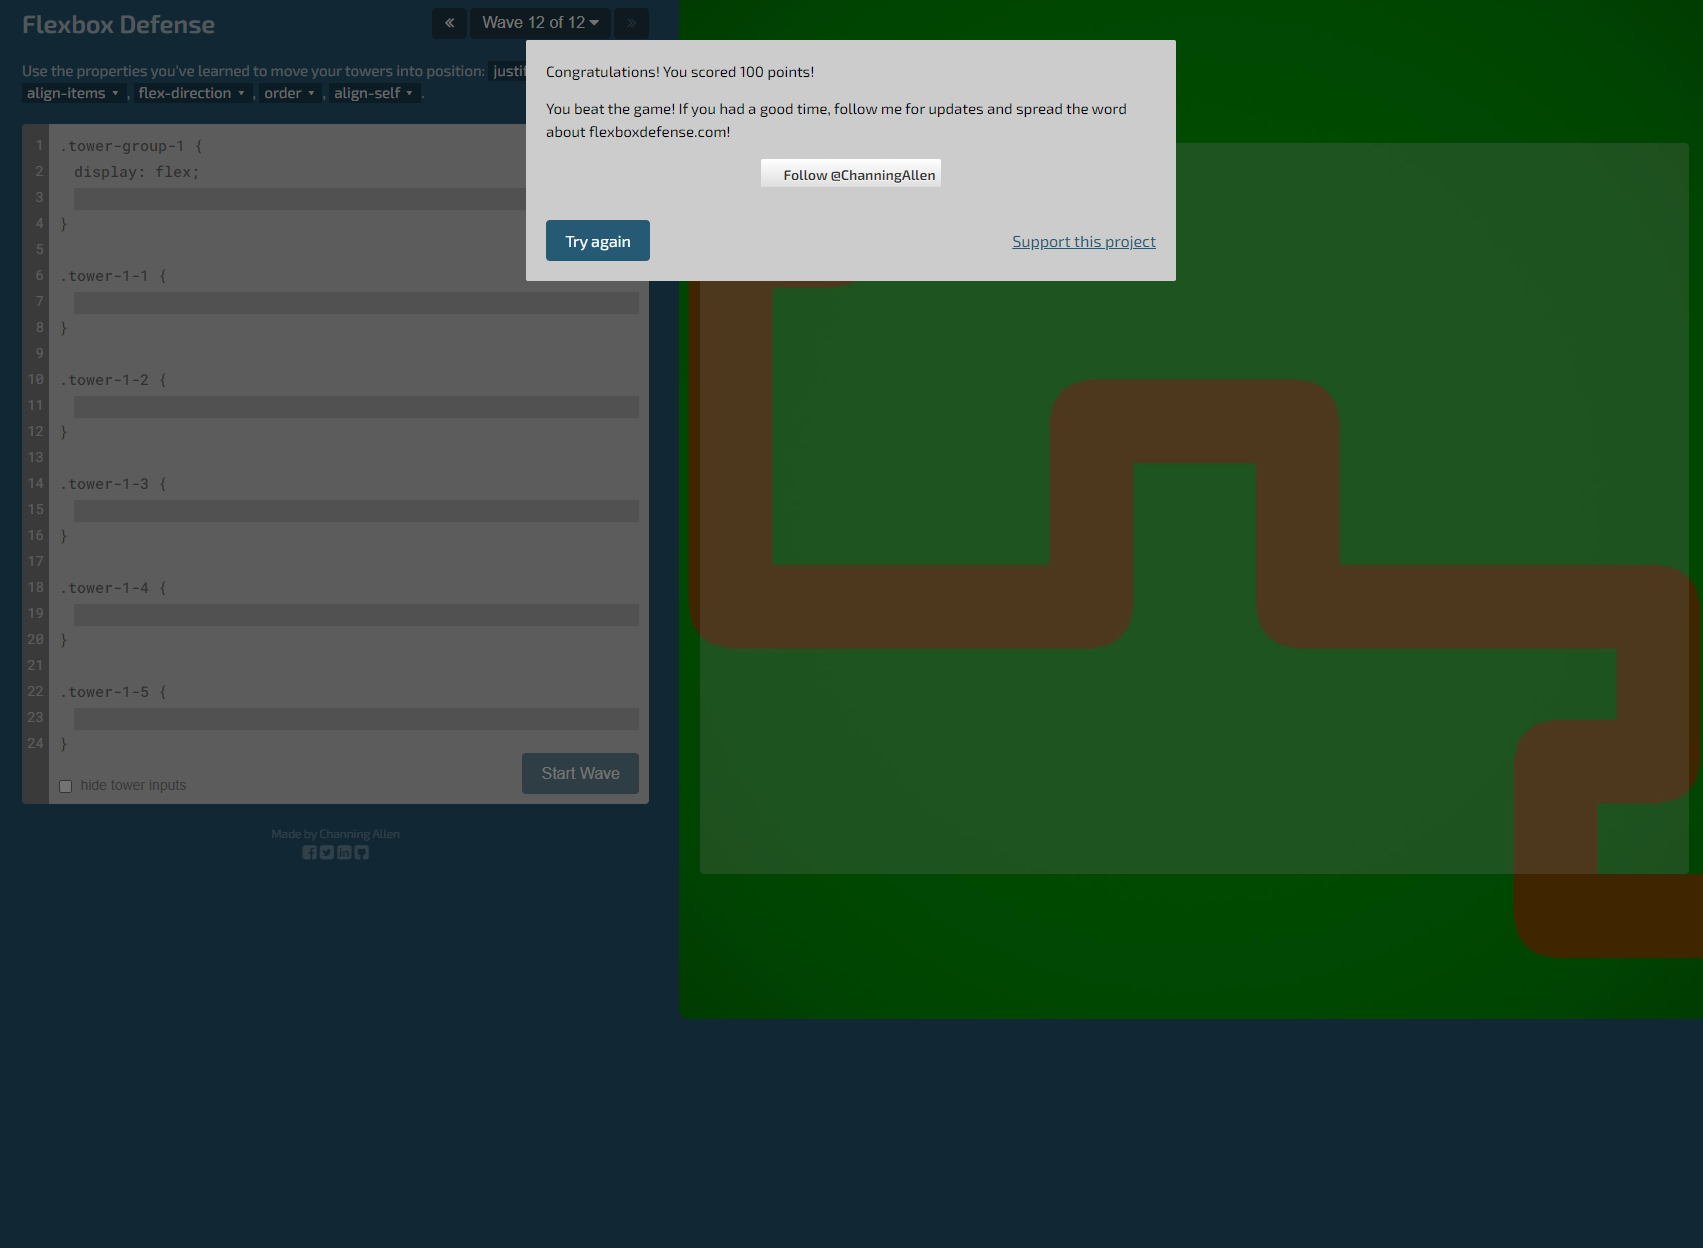 Flexbox Defense
«
Wave 12 of 12
»
Use the properties you've learned to move your towers into position:
align-items ▾ , flex-direction ▾ , order ▾ , align-self ▾ .
Congratulations! You scored 100 points!
You beat the game! If you had a good time, follow me for updates and spread the word
about flexboxdefense.com!
Follow @ChanningAllen
Try again
Support this project
1 .tower-group-1 {
2 display: flex;
3
4 }
5
6 .tower-1-1 {
7
8 }
9
10 .tower-1-2 {
11
12 }
13
14 .tower-1-3 {
15
16 }
17
18 .tower-1-4 {
19
20 }
21
22 .tower-1-5 {
23
24 }
hide tower inputs
Start Wave
Made by Channing Allen